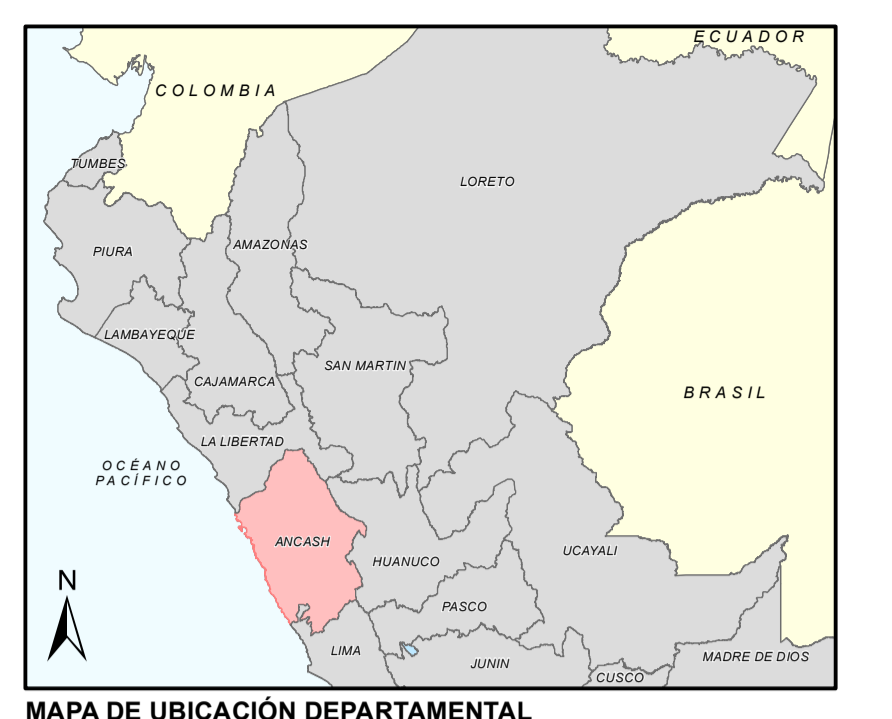 ECUADOR
COLOMBIA
TUMBES
LORETO
AMAZONAS
PIURA
LAMBAYEQUE
SAN MARTIN
CAJAMARCA
BRASIL
LA LIBERTAD
OCÉANO
PACÍFICO
ANCASH
HUANUCO
UCAYALI
N
PASCO
LIMA
JUNIN
MADRE DE DIOS
CUSCO
MAPA DE UBICACIÓN DEPARTAMENTAL